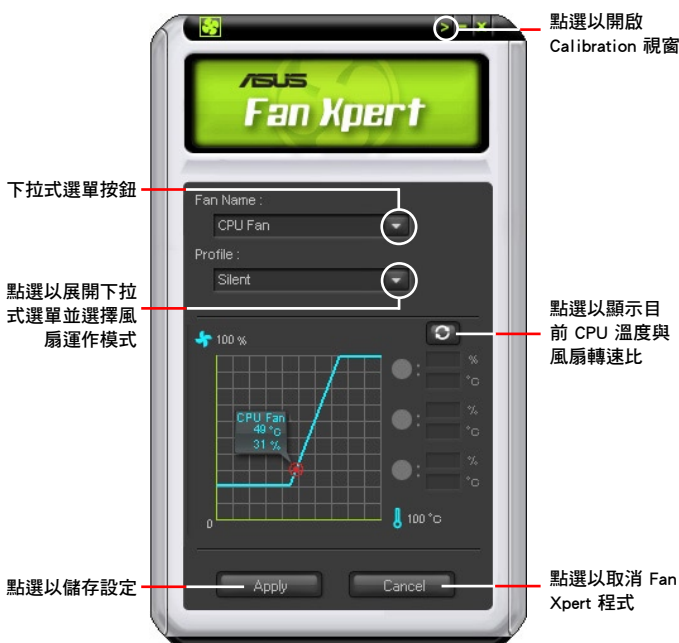 點選以開啟
Calibration 視窗
> – ×
ASUS
Fan Xpert
下拉式選單按鈕
Fan Name :
CPU Fan
Profile :
Silent
點選以展開下拉
式選單並選擇風
扇運作模式
點選以顯示目
前 CPU 溫度與
風扇轉速比
100 %
: %
°C
CPU Fan
49 °C
31 %
: %
°C
: %
°C
0
100 °C
點選以儲存設定
Apply
Cancel
點選以取消 Fan
Xpert 程式